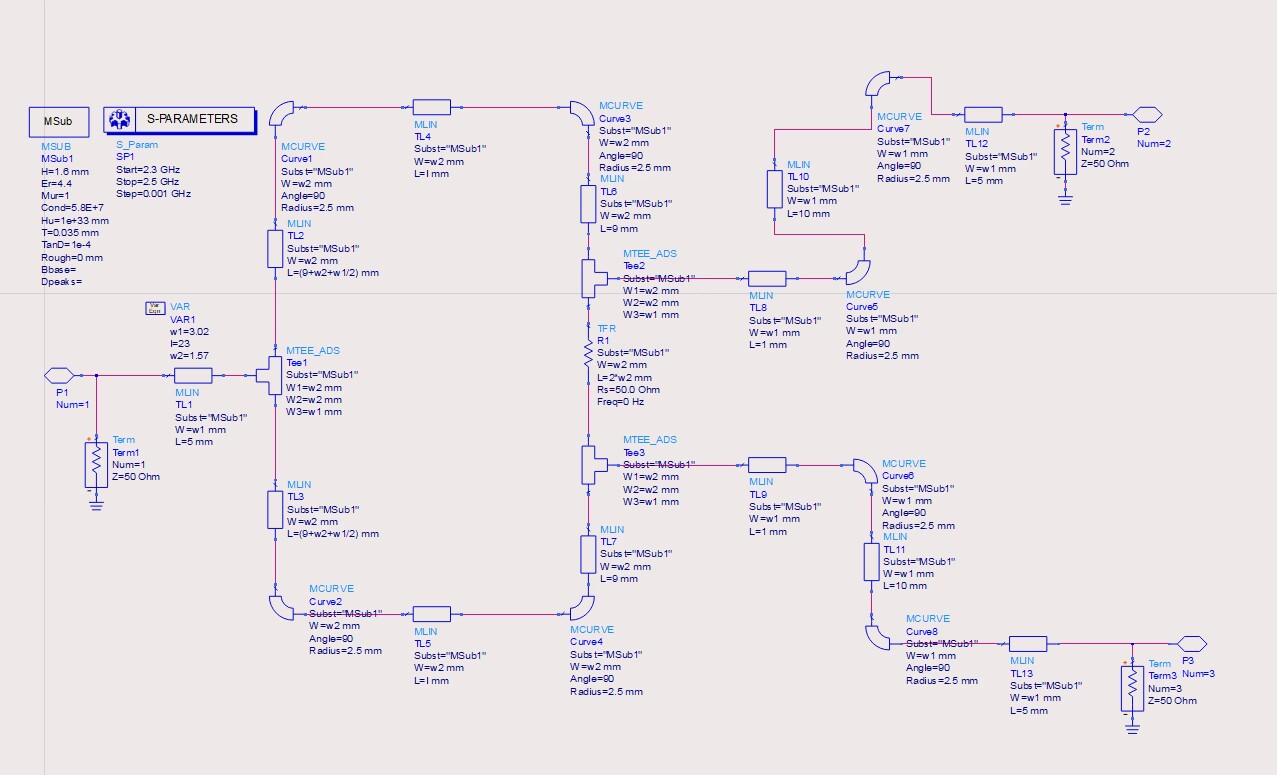 MSub
MSUB
MSub1
H=1.6 mm
Er=4.4
Mur=1
Cond=5.8E+7
Hu=1e+33 mm
T=0.035 mm
TanD=1e-4
Rough=0 mm
Bbase=
Dpeaks=
S-PARAMETERS
S_Param
SP1
Start=2.3 GHz
Stop=2.5 GHz
Step=0.001 GHz
Var
Eqn
VAR
VAR1
w1=3.02
l=23
w2=1.57
P1
Num=1
Term
Term1
Num=1
Z=50 Ohm
MLIN
TL1
Subst="MSub1"
W=w1 mm
L=5 mm
MTEE_ADS
Tee1
Subst="MSub1"
W1=w2 mm
W2=w2 mm
W3=w1 mm
MCURVE
Curve1
Subst="MSub1"
W=w2 mm
Angle=90
Radius=2.5 mm
MLIN
TL2
Subst="MSub1"
W=w2 mm
L=(9+w2+w1/2) mm
MLIN
TL3
Subst="MSub1"
W=w2 mm
L=(9+w2+w1/2) mm
MCURVE
Curve2
Subst="MSub1"
W=w2 mm
Angle=90
Radius=2.5 mm
MLIN
TL4
Subst="MSub1"
W=w2 mm
L=l mm
MLIN
TL5
Subst="MSub1"
W=w2 mm
L=l mm
MCURVE
Curve3
Subst="MSub1"
W=w2 mm
Angle=90
Radius=2.5 mm
MLIN
TL6
Subst="MSub1"
W=w2 mm
L=9 mm
MTEE_ADS
Tee2
Subst="MSub1"
W1=w2 mm
W2=w2 mm
W3=w1 mm
TFR
R1
Subst="MSub1"
W=w2 mm
L=2*w2 mm
Rs=50.0 Ohm
Freq=0 Hz
MTEE_ADS
Tee3
Subst="MSub1"
W1=w2 mm
W2=w2 mm
W3=w1 mm
MLIN
TL7
Subst="MSub1"
W=w2 mm
L=9 mm
MCURVE
Curve4
Subst="MSub1"
W=w2 mm
Angle=90
Radius=2.5 mm
MLIN
TL8
Subst="MSub1"
W=w1 mm
L=1 mm
MCURVE
Curve5
Subst="MSub1"
W=w1 mm
Angle=90
Radius=2.5 mm
MLIN
TL10
Subst="MSub1"
W=w1 mm
L=10 mm
MCURVE
Curve7
Subst="MSub1"
W=w1 mm
Angle=90
Radius=2.5 mm
MLIN
TL12
Subst="MSub1"
W=w1 mm
L=5 mm
Term
Term2
Num=2
Z=50 Ohm
P2
Num=2
MLIN
TL9
Subst="MSub1"
W=w1 mm
L=1 mm
MCURVE
Curve6
Subst="MSub1"
W=w1 mm
Angle=90
Radius=2.5 mm
MLIN
TL11
Subst="MSub1"
W=w1 mm
L=10 mm
MCURVE
Curve8
Subst="MSub1"
W=w1 mm
Angle=90
Radius=2.5 mm
MLIN
TL13
Subst="MSub1"
W=w1 mm
L=5 mm
Term
Term3
Num=3
Z=50 Ohm
P3
Num=3